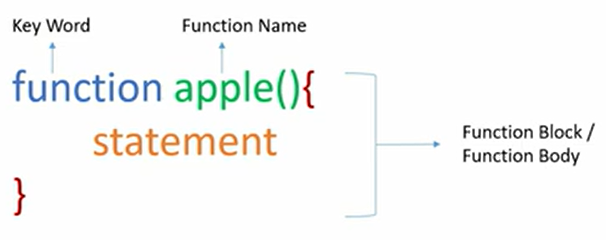 Key Word
Function Name
function apple(){
statement
}
Function Block /
Function Body